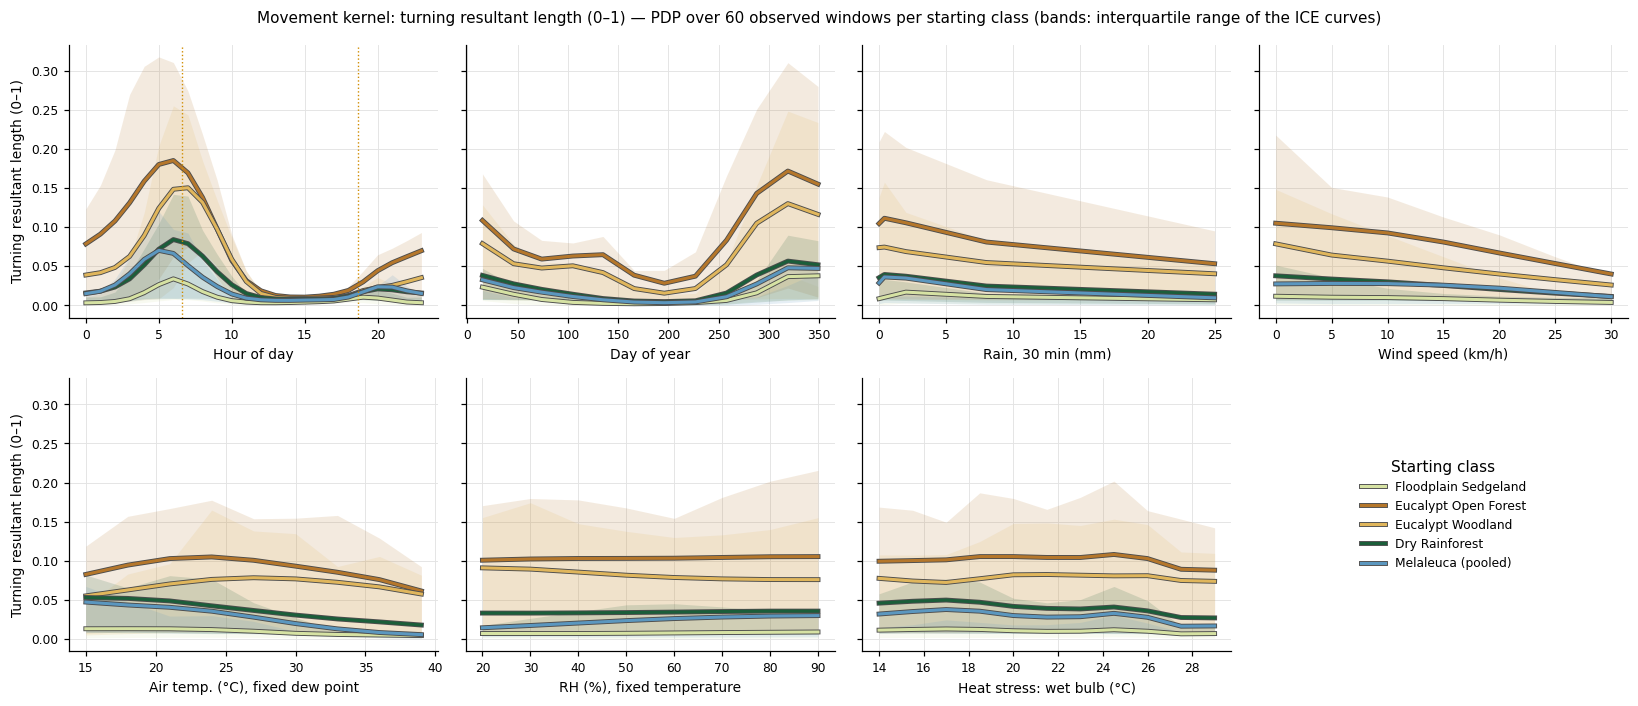 Movement kernel: turning resultant length (0–1) — PDP over 60 observed windows per starting class (bands: interquartile range of the ICE curves)
Turning resultant length (0–1)
0.30
0.25
0.20
0.15
0.10
0.05
0.00
0 5 10 15 20
Hour of day
0 50 100 150 200 250 300 350
Day of year
0 5 10 15 20 25
Rain, 30 min (mm)
0 5 10 15 20 25 30
Wind speed (km/h)
Turning resultant length (0–1)
0.30
0.25
0.20
0.15
0.10
0.05
0.00
15 20 25 30 35 40
Air temp. (°C), fixed dew point
20 30 40 50 60 70 80 90
RH (%), fixed temperature
14 16 18 20 22 24 26 28
Heat stress: wet bulb (°C)
Starting class
Floodplain Sedgeland
Eucalypt Open Forest
Eucalypt Woodland
Dry Rainforest
Melaleuca (pooled)